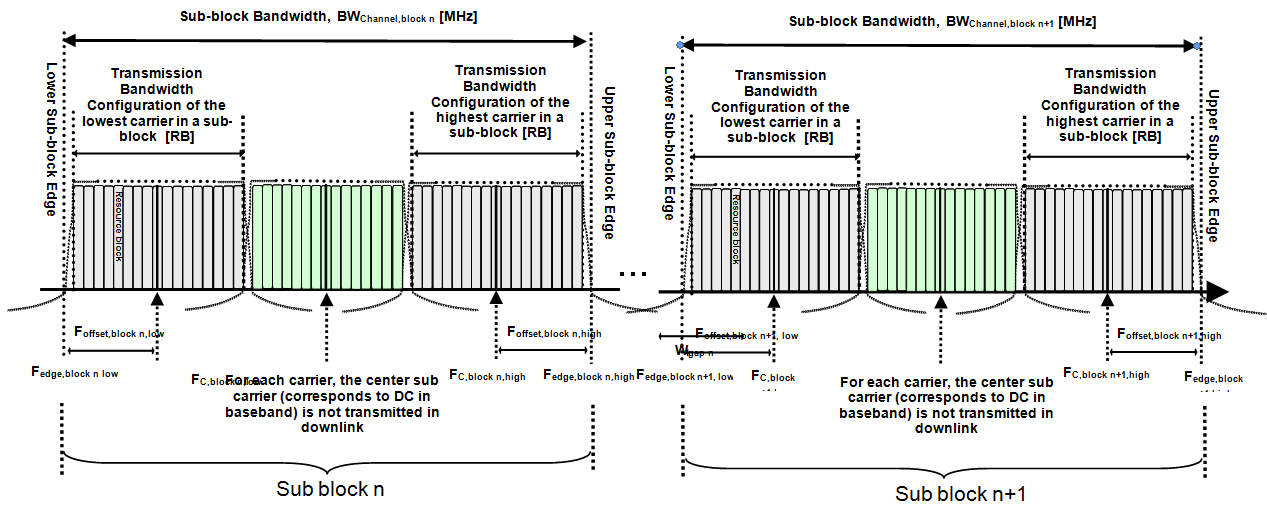 Sub-block Bandwidth, BWChannel,block n [MHz]
Lower Sub-block Edge
Transmission
Bandwidth
Configuration of the
lowest carrier in a sub-
block [RB]
Transmission
Bandwidth
Configuration of the
highest carrier in a
sub-block [RB]
Upper Sub-block Edge
Resource block
Foffset,block n,low
Foffset,block n,high
Fedge,block n low
FC,block n,low
FC,block n,high
Fedge,block n,high
For each carrier, the center sub
carrier (corresponds to DC in
baseband) is not transmitted in
downlink
Sub block n
...
Sub-block Bandwidth, BWChannel,block n+1 [MHz]
Lower Sub-block Edge
Transmission
Bandwidth
Configuration of the
lowest carrier in a
sub-block [RB]
Transmission
Bandwidth
Configuration of the
highest carrier in a
sub-block [RB]
Upper Sub-block Edge
Resource block
Foffset,block n+1, low
Wgap n
Foffset,block n+1,high
Fedge,block n+1, low
FC,block
FC,block n+1,high
Fedge,block
For each carrier, the center sub
carrier (corresponds to DC in
baseband) is not transmitted in
downlink
Sub block n+1